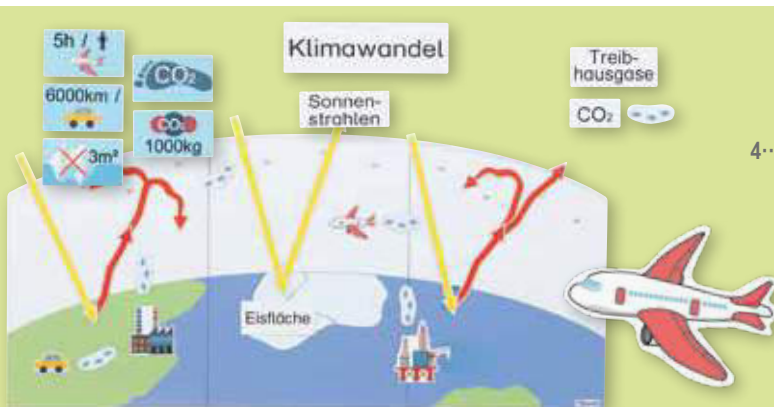 5h /
6000km /
3m²
CO₂
CO₂
1000kg
Klimawandel
Sonnen-
strahlen
Treib-
hausgase
CO₂
4
Eisfläche